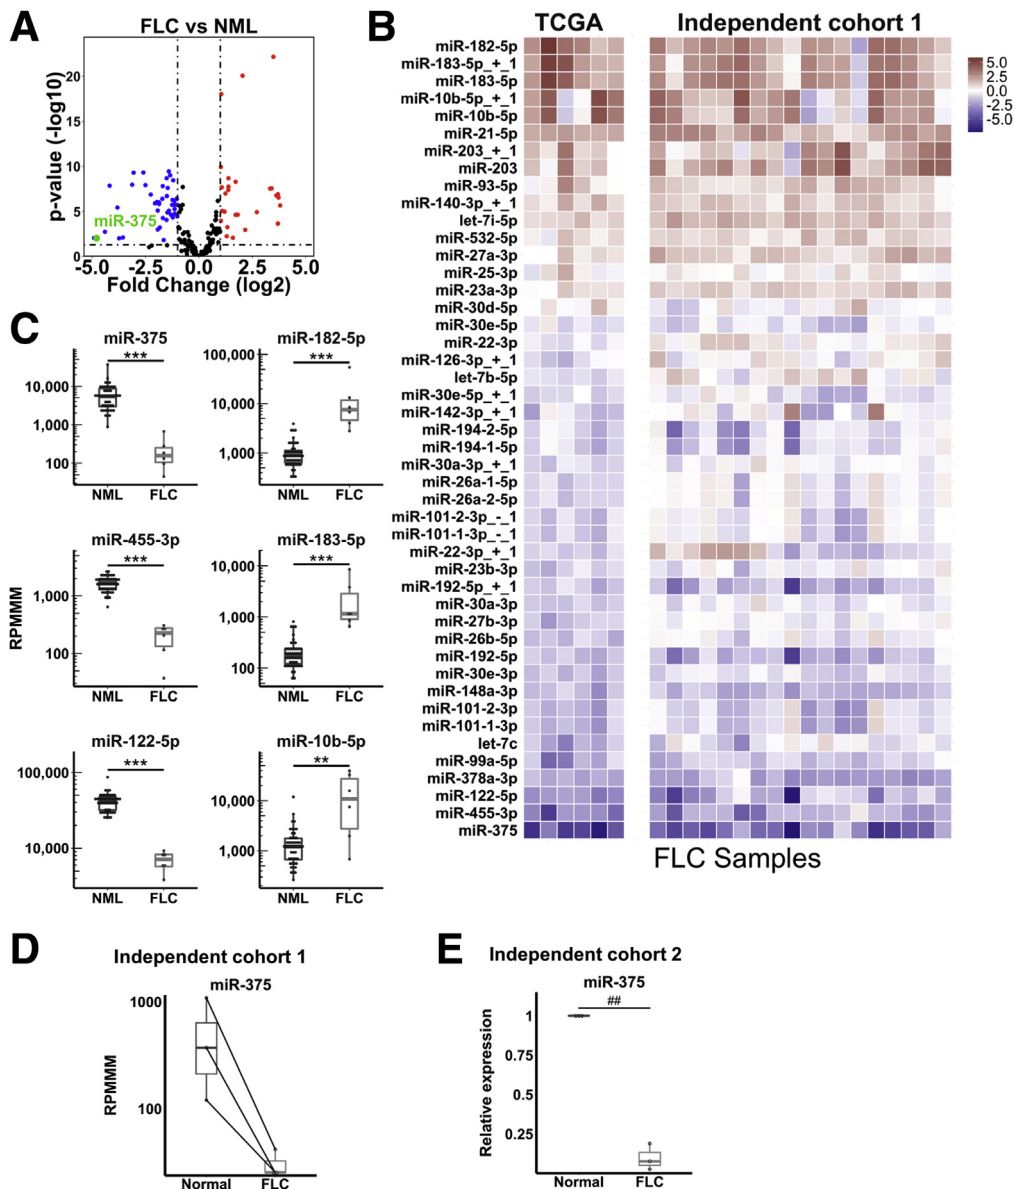 A
FLC vs NML
p-value (-log10)
20
15
10
5
0
miR-375
-5.0
-2.5
0.0
2.5
5.0
Fold Change (log2)
B
TCGA
Independent cohort 1
miR-182-5p
miR-183-5p_+_1
miR-183-5p
miR-10b-5p_+_1
miR-10b-5p
miR-21-5p
miR-203_+_1
miR-203
miR-93-5p
miR-140-3p_+_1
let-7i-5p
miR-532-5p
miR-27a-3p
miR-25-3p
miR-23a-3p
miR-30d-5p
miR-30e-5p
miR-22-3p
miR-126-3p_+_1
let-7b-5p
miR-30e-5p_+_1
miR-142-3p_+_1
miR-194-2-5p
miR-194-1-5p
miR-30a-3p_+_1
miR-26a-1-5p
miR-26a-2-5p
miR-101-2-3p_-_1
miR-101-1-3p_-_1
miR-22-3p_+_1
miR-23b-3p
miR-192-5p_+_1
miR-30a-3p
miR-27b-3p
miR-26b-5p
miR-192-5p
miR-30e-3p
miR-148a-3p
miR-101-2-3p
miR-101-1-3p
let-7c
miR-99a-5p
miR-378a-3p
miR-122-5p
miR-455-3p
miR-375
FLC Samples
5.0
2.5
0.0
-2.5
-5.0
C
RPMMM
miR-375
***
10,000
1,000
100
NML FLC
miR-182-5p
***
100,000
10,000
1,000
NML FLC
miR-455-3p
***
1,000
100
NML FLC
miR-183-5p
***
10,000
1,000
100
NML FLC
miR-122-5p
***
100,000
10,000
NML FLC
miR-10b-5p
**
10,000
1,000
NML FLC
D
Independent cohort 1
miR-375
RPMMM
1000
100
Normal FLC
E
Independent cohort 2
miR-375
##
Relative expression
1
0.75
0.5
0.25
Normal FLC